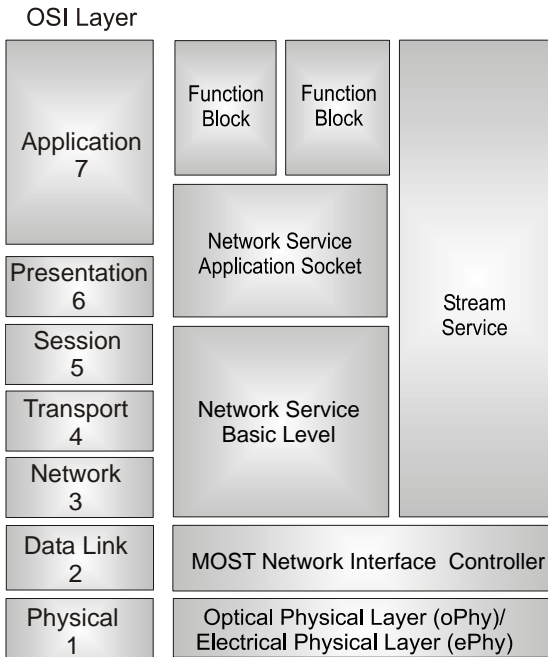 OSI Layer
Application
7
Presentation
6
Session
5
Transport
4
Network
3
Data Link
2
Physical
1
Function
Block
Function
Block
Network Service
Application Socket
Network Service
Basic Level
Stream
Service
MOST Network Interface Controller
Optical Physical Layer (oPhy)/
Electrical Physical Layer (ePhy)